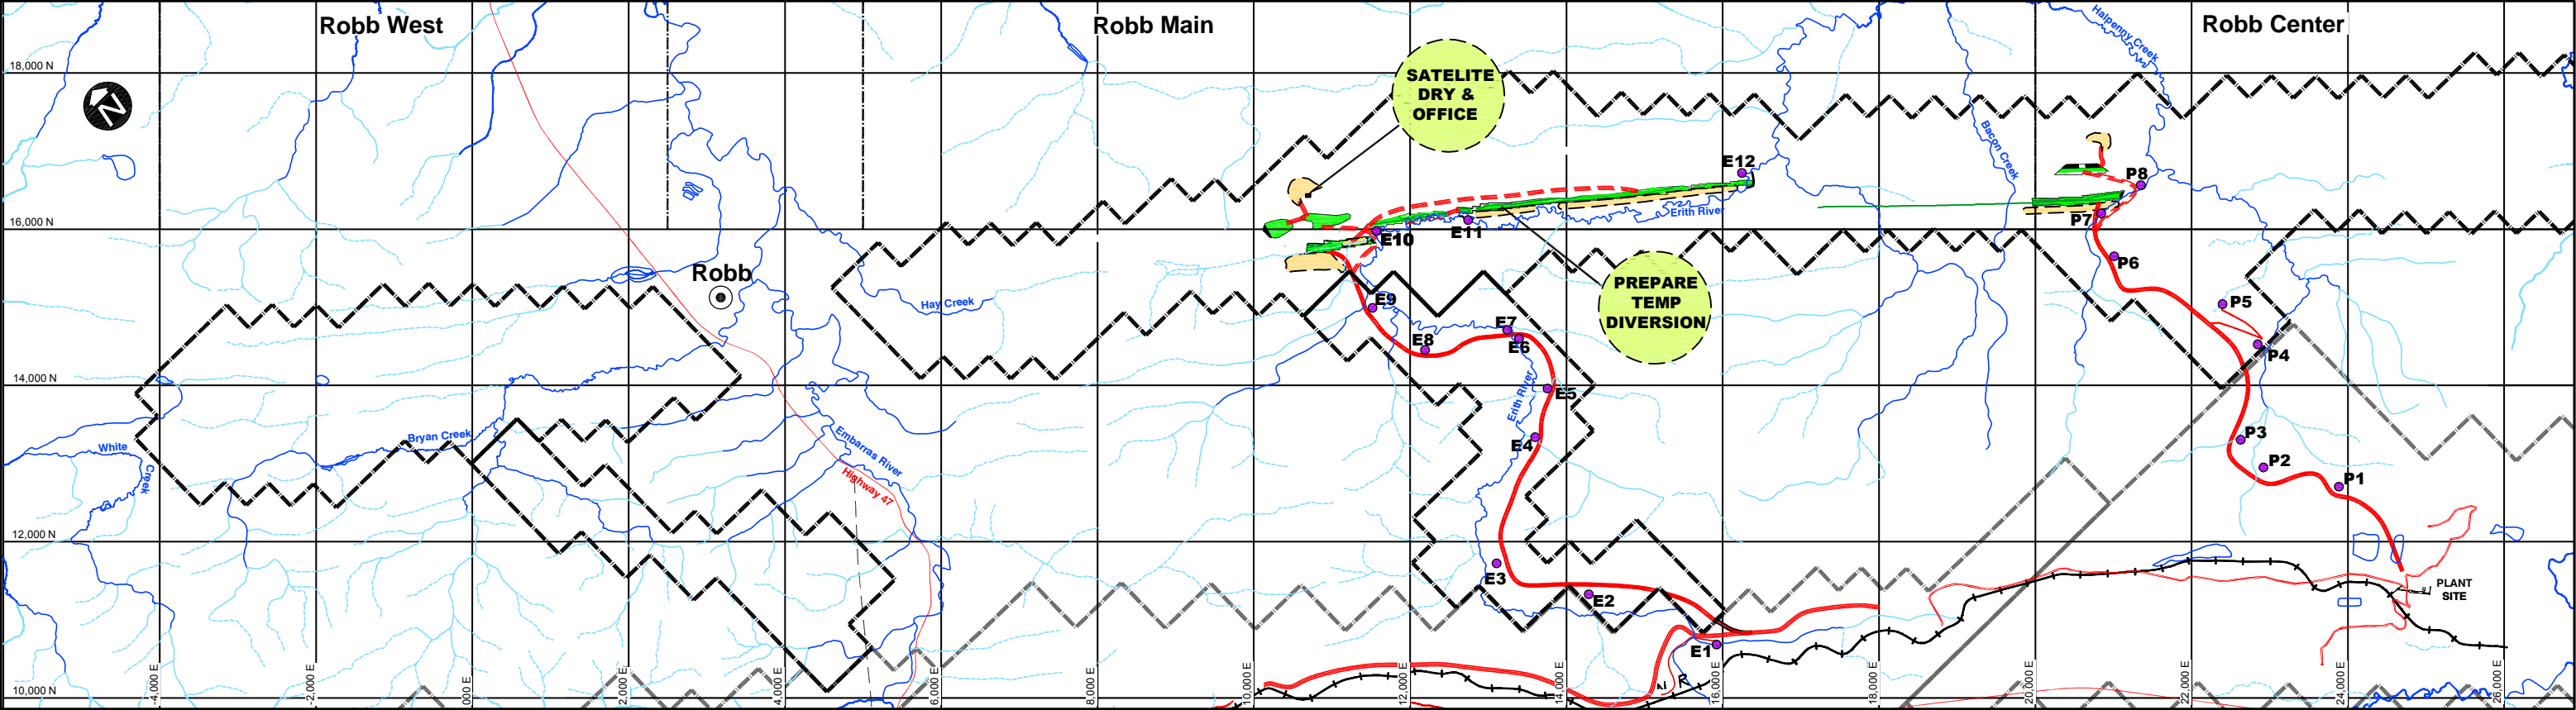 Robb West
Robb Main
Robb Center
Halpenny Creek
18,000 N
N
SATELITE
DRY &
OFFICE
Bacon Creek
E12
P8
Erith River
P7
16,000 N
E10
E11
P6
Robb
Hay Creek
E9
PREPARE
TEMP
DIVERSION
P5
E7
E6
E8
P4
14,000 N
E5
Erith River
White
Creek
Bryan Creek
Embarras River
Highway 47
E4
P3
P2
P1
12,000 N
E3
E2
PLANT
SITE
E1
R
N
10,000 N
-4,000 E
-2,000 E
000 E
2,000 E
4,000 E
6,000 E
8,000 E
10,000 E
12,000 E
14,000 E
16,000 E
18,000 E
20,000 E
22,000 E
24,000 E
26,000 E